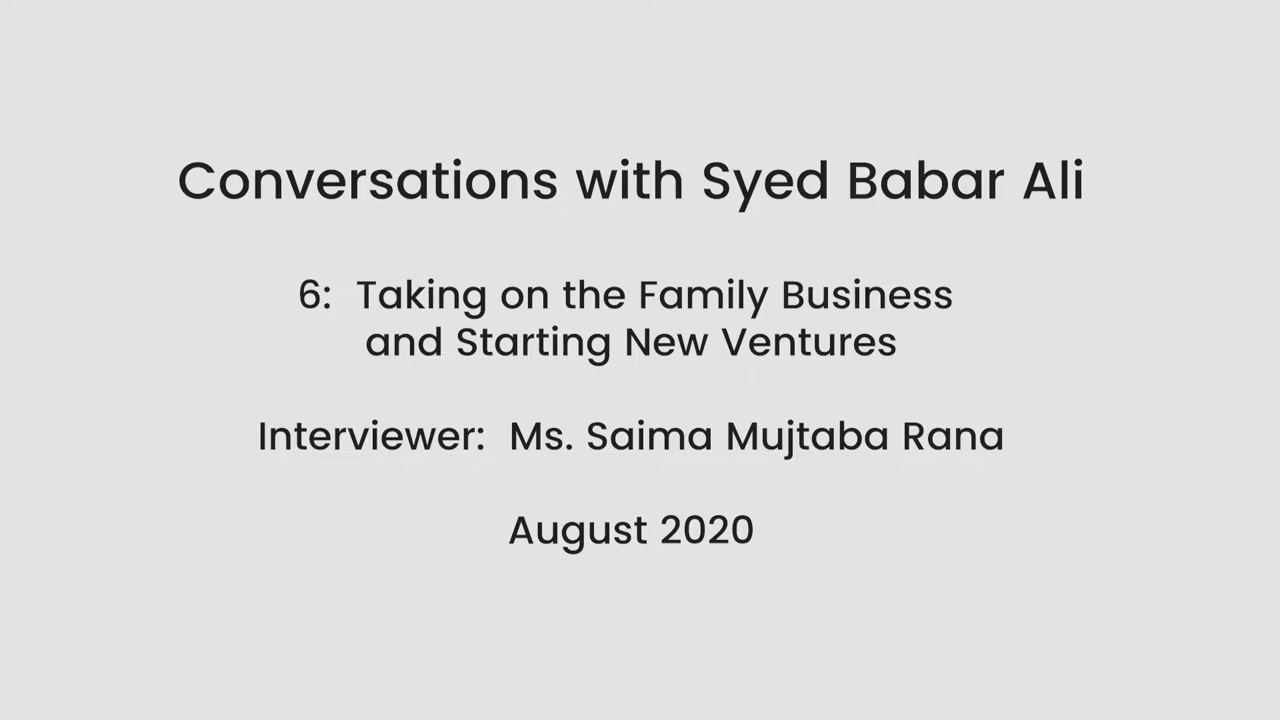 Conversations with Syed Babar Ali
6: Taking on the Family Business
and Starting New Ventures
Interviewer: Ms. Saima Mujtaba Rana
August 2020